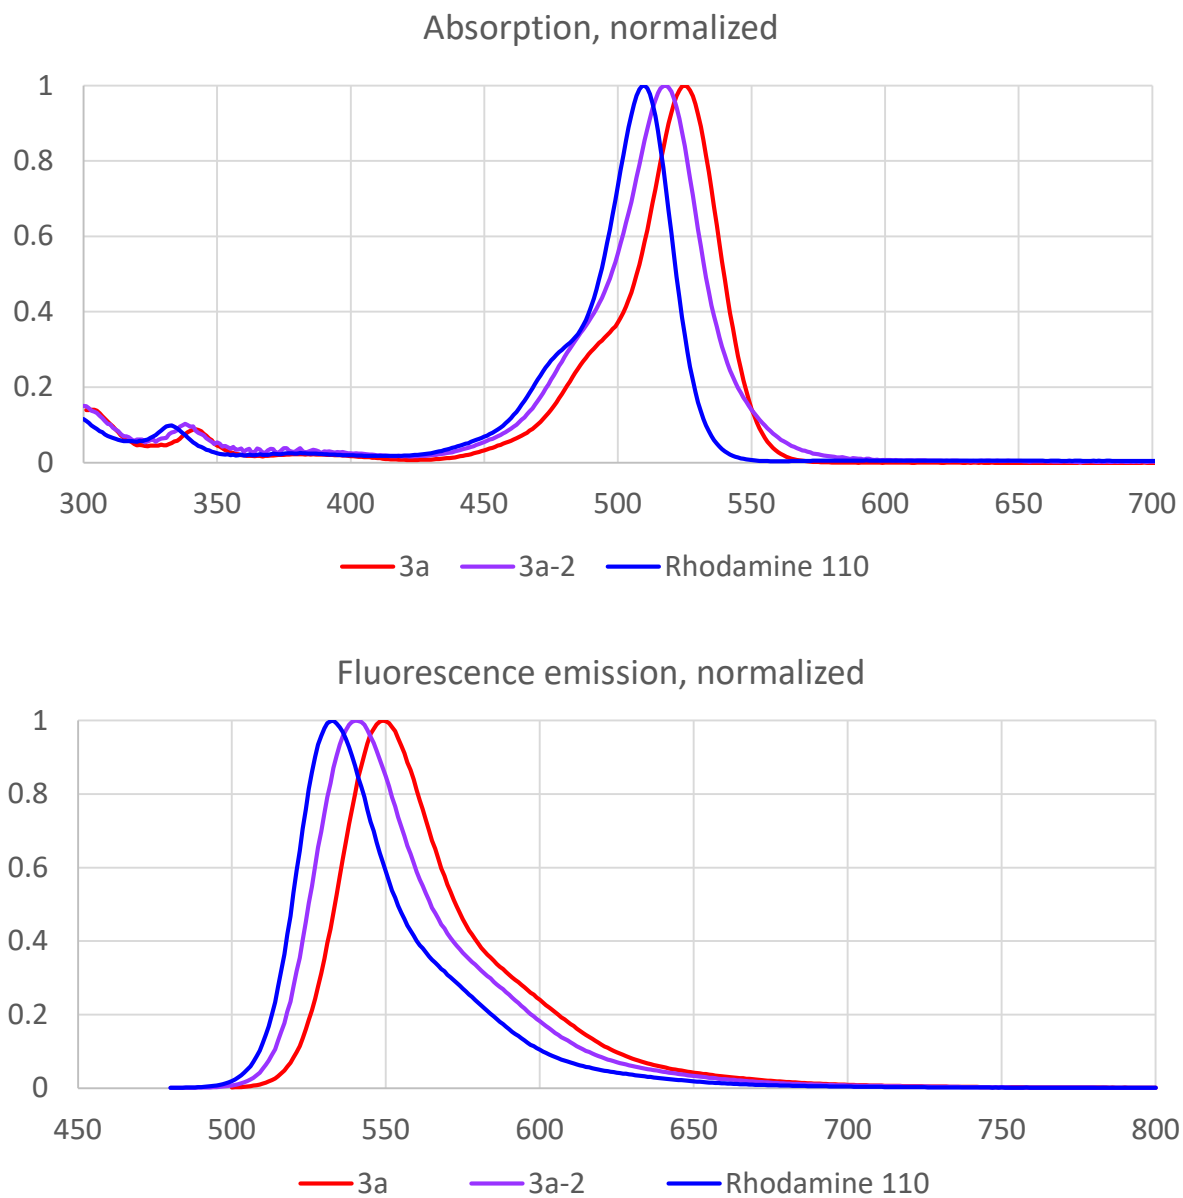 Absorption, normalized
1
0.8
0.6
0.4
0.2
0
300 350 400 450 500 550 600 650 700
3a 3a-2 Rhodamine 110
Fluorescence emission, normalized
1
0.8
0.6
0.4
0.2
0
450 500 550 600 650 700 750 800
3a 3a-2 Rhodamine 110